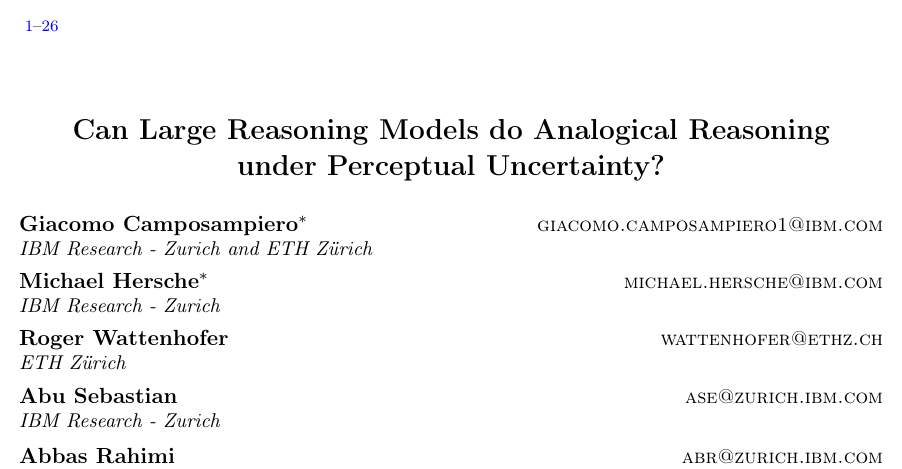 1–26
Can Large Reasoning Models do Analogical Reasoning
under Perceptual Uncertainty?
Giacomo Camposampiero* giacomo.camposampiero1@ibm.com
IBM Research - Zurich and ETH Zürich
Michael Hersche* michael.hersche@ibm.com
IBM Research - Zurich
Roger Wattenhofer wattenhofer@ethz.ch
ETH Zürich
Abu Sebastian ase@zurich.ibm.com
IBM Research - Zurich
Abbas Rahimi abr@zurich.ibm.com